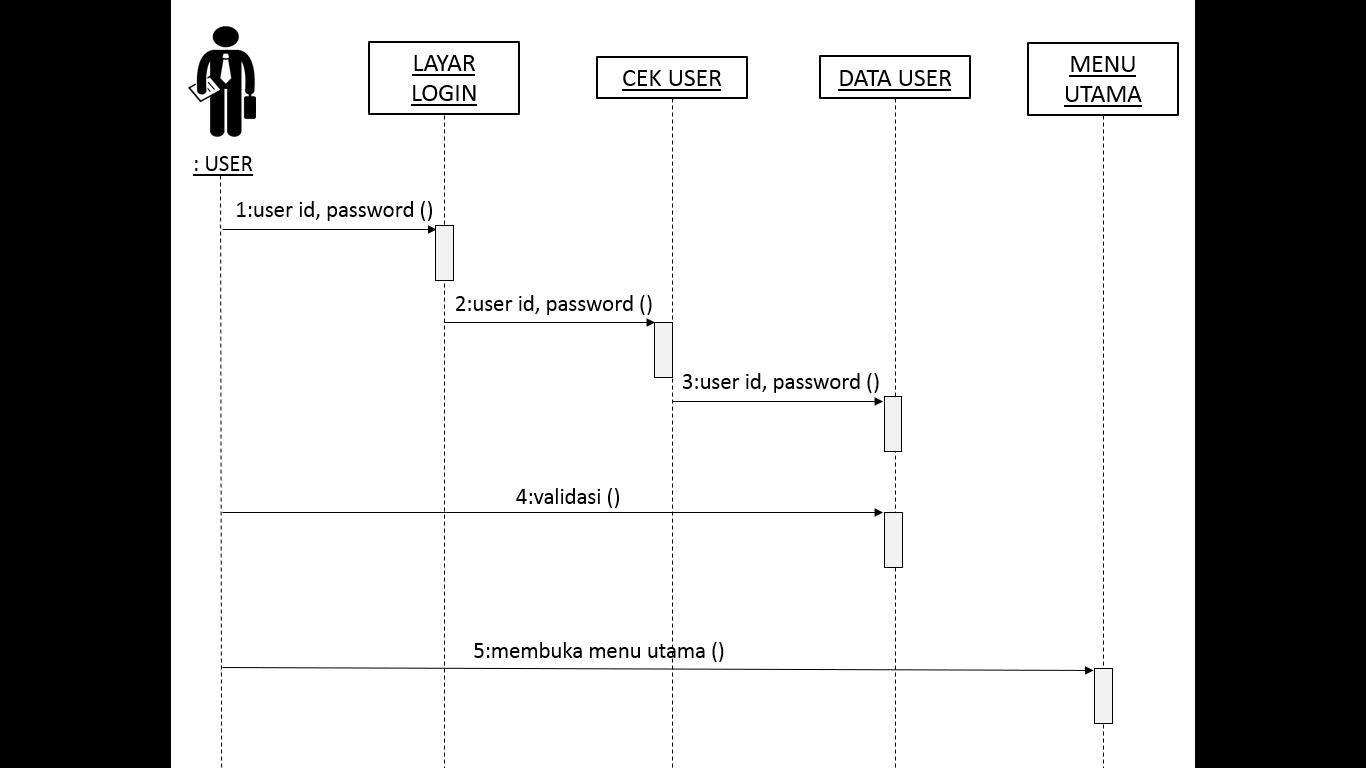 LAYAR
LOGIN
CEK USER
DATA USER
MENU
UTAMA
: USER
1:user id, password ()
2:user id, password ()
3:user id, password ()
4:validasi ()
5:membuka menu utama ()